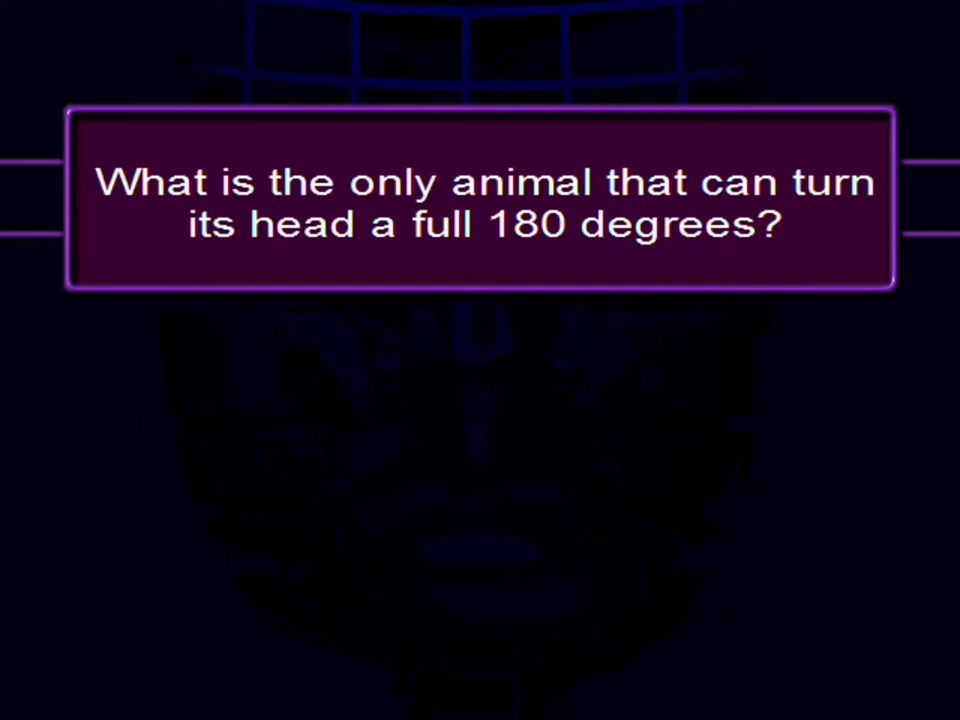 What is the only animal that can turn
its head a full 180 degrees?